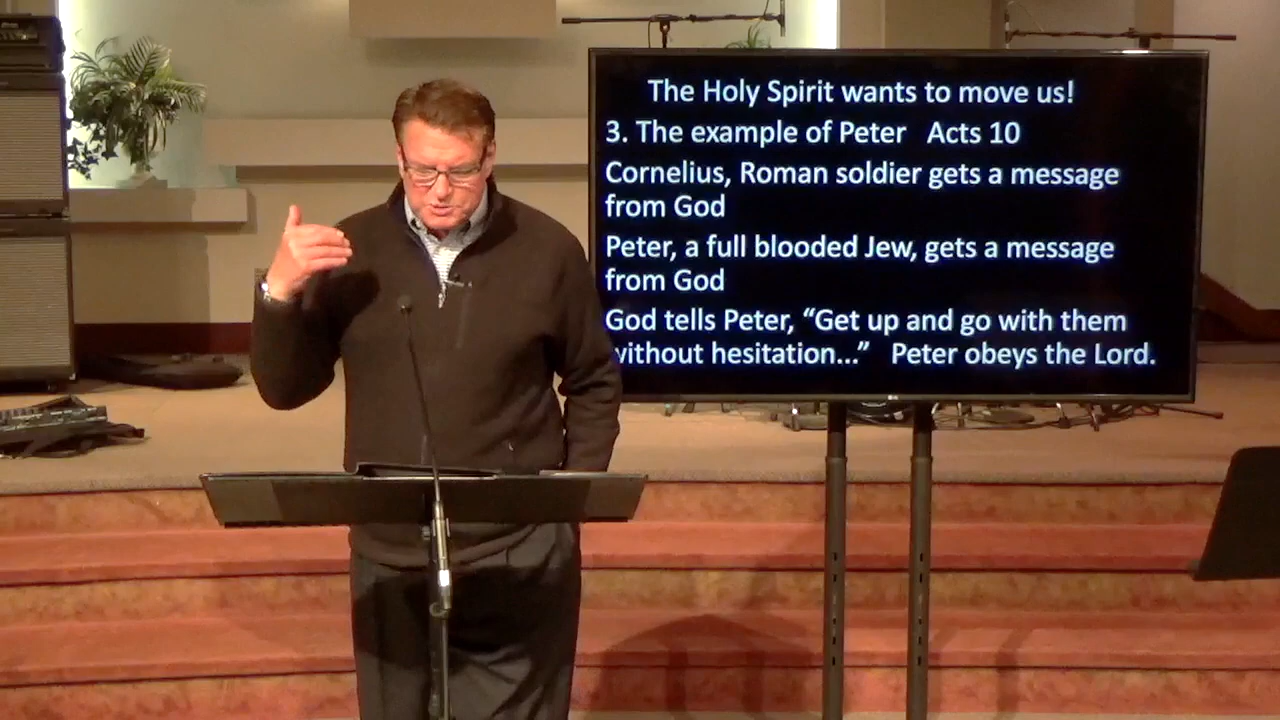 The Holy Spirit wants to move us!
3. The example of Peter Acts 10
Cornelius, Roman soldier gets a message
from God
Peter, a full blooded Jew, gets a message
from God
God tells Peter, “Get up and go with them
without hesitation...” Peter obeys the Lord.